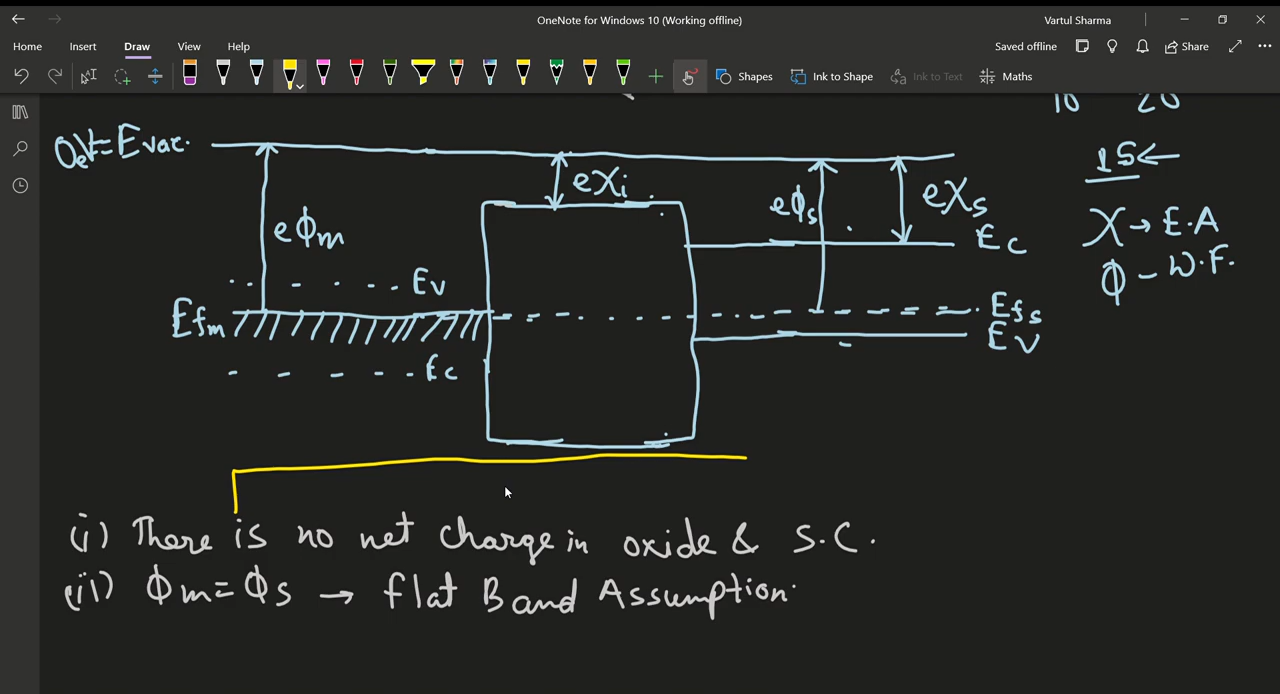 OneNote for Windows 10 (Working offline)
Vartul Sharma
Home Insert Draw View Help
Saved offline
Share
Shapes
Ink to Shape
Ink to Text
Maths
10 20
0eV=Evac.
15←
eχi
eφs
eχs
χ→E.A
eφm
Ec
φ-W.F.
Ev
Efm
Efs
Ev
Ec
(i) There is no net charge in oxide & S.C.
(ii) φm=φs → flat Band Assumption.